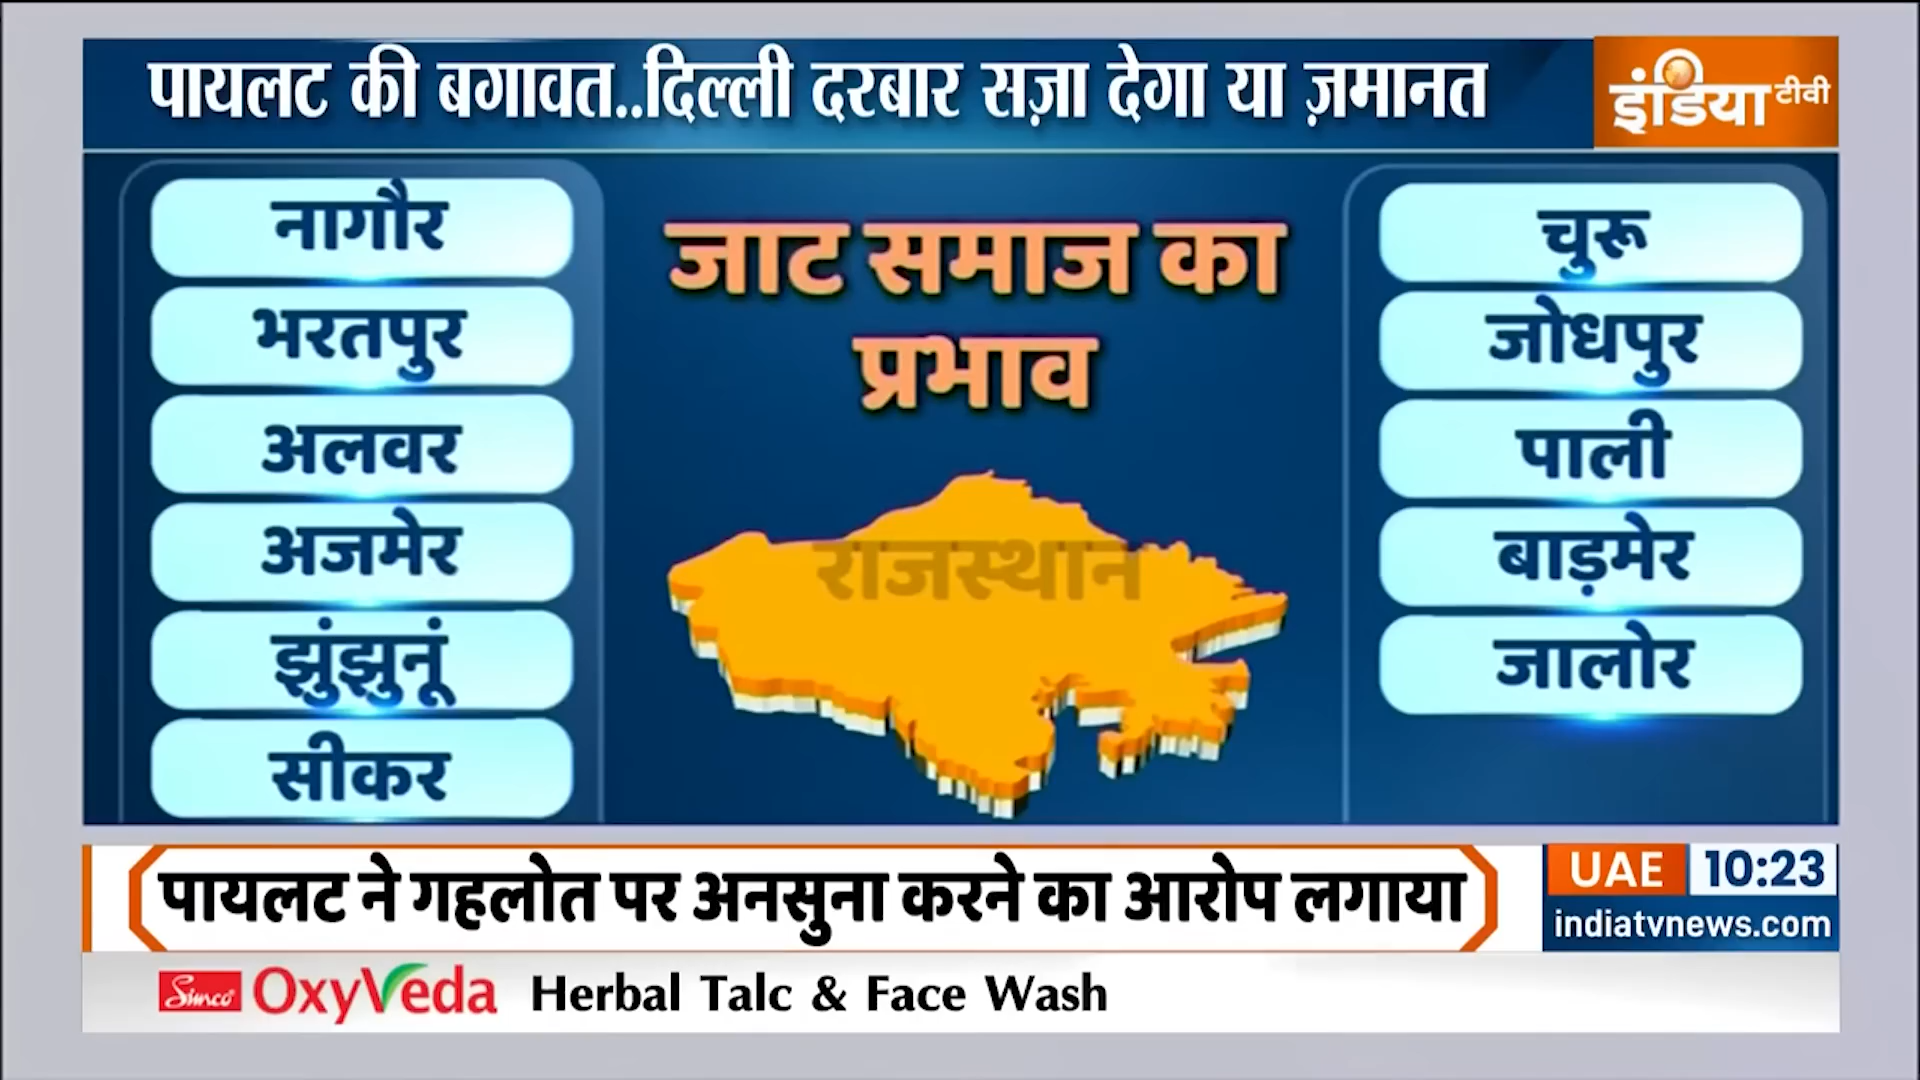 पायलट की बगावत..दिल्ली दरबार सज़ा देगा या ज़मानत
इंडिया टीवी
नागौर
भरतपुर
अलवर
अजमेर
झुंझुनूं
सीकर
जाट समाज का
प्रभाव
राजस्थान
चुरू
जोधपुर
पाली
बाड़मेर
जालोर
पायलट ने गहलोत पर अनसुना करने का आरोप लगाया
UAE 10:23
indiatvnews.com
Simco OxyVeda Herbal Talc & Face Wash